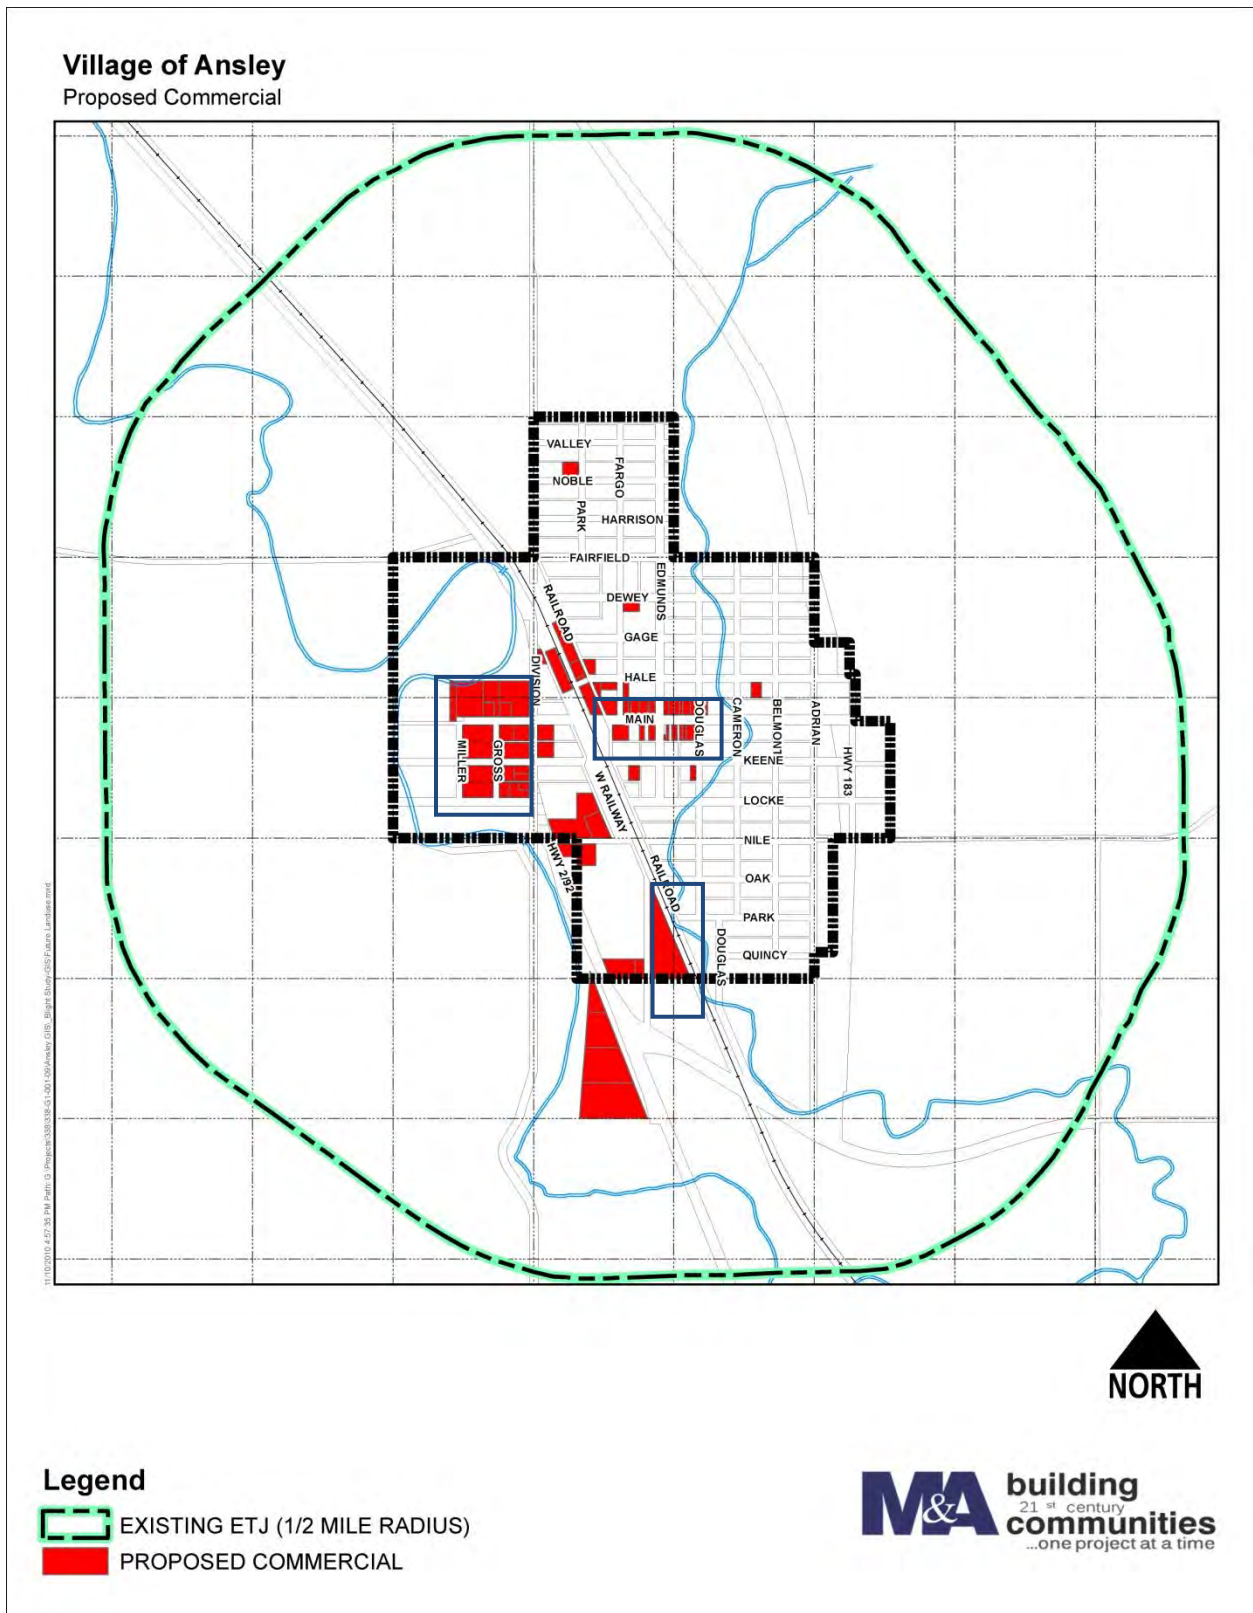 Village of Ansley
Proposed Commercial
VALLEY
FARGO
NOBLE
PARK
HARRISON
FAIRFIELD
EDMUNDS
RAILROAD
DEWEY
GAGE
DIVISION
HALE
MAIN
DOUGLAS
CAMERON
BELMONT
ADRIAN
MILLER
GROSS
KEENE
HWY 183
W RAILWAY
LOCKE
NILE
HWY 2/92
RAILROAD
OAK
PARK
DOUGLAS
QUINCY
NORTH
Legend
EXISTING ETJ (1/2 MILE RADIUS)
PROPOSED COMMERCIAL
M&A
building
21 st century
communities
...one project at a time